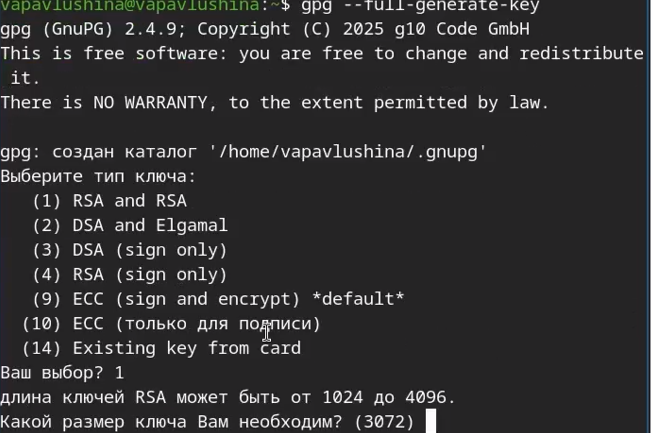 vapavlushina@vapavlushina:~$ gpg --full-generate-key
gpg (GnuPG) 2.4.9; Copyright (C) 2025 g10 Code GmbH
This is free software: you are free to change and redistribute
it.
There is NO WARRANTY, to the extent permitted by law.
gpg: создан каталог '/home/vapavlushina/.gnupg'
Выберите тип ключа:
(1) RSA and RSA
(2) DSA and Elgamal
(3) DSA (sign only)
(4) RSA (sign only)
(9) ECC (sign and encrypt) *default*
(10) ECC (только для подписи)
(14) Existing key from card
Ваш выбор? 1
длина ключей RSA может быть от 1024 до 4096.
Какой размер ключа Вам необходим? (3072)